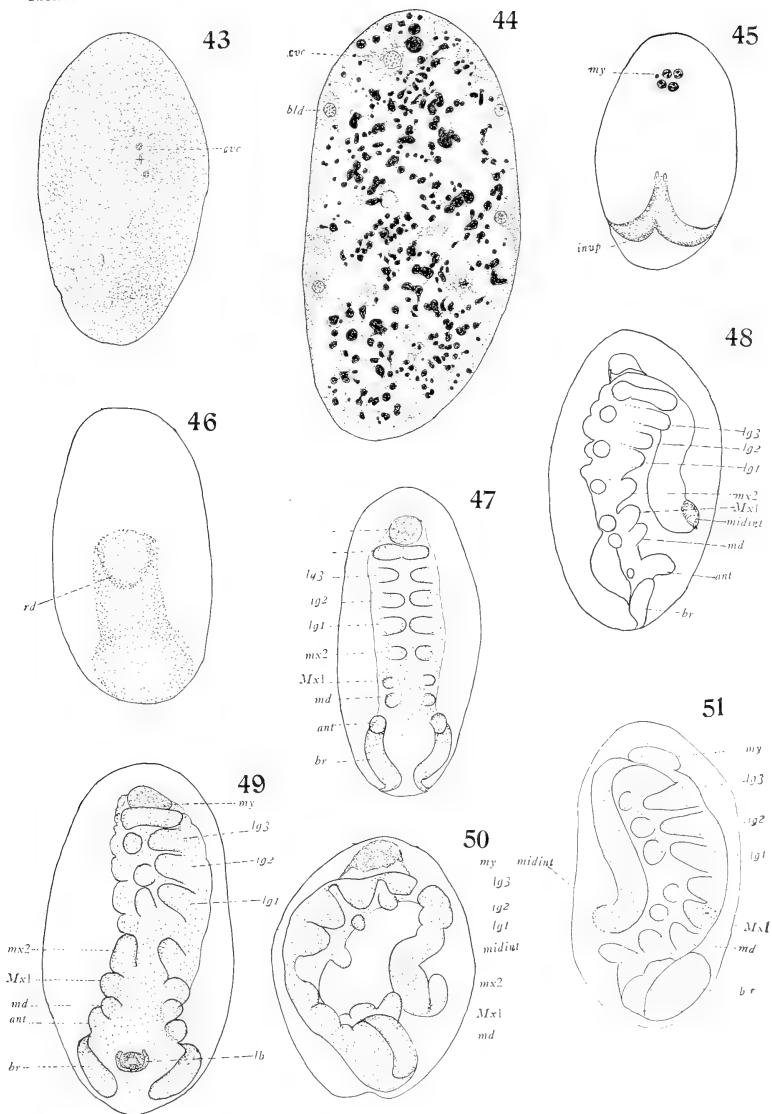 43
evc
44
evc
bld
45
my
invp
46
rd
47
lg3
lg2
lg1
mx2
Mx1
md
ant
br
48
lg3
lg2
lg1
mx2
Mx1
midint
md
ant
br
49
my
lg3
lg2
lg1
mx2
Mx1
md
ant
br
lb
50
my
lg3
lg2
lg1
midint
mx2
Mx1
md
51
my
lg3
lg2
lg1
midint
Mx1
md
br